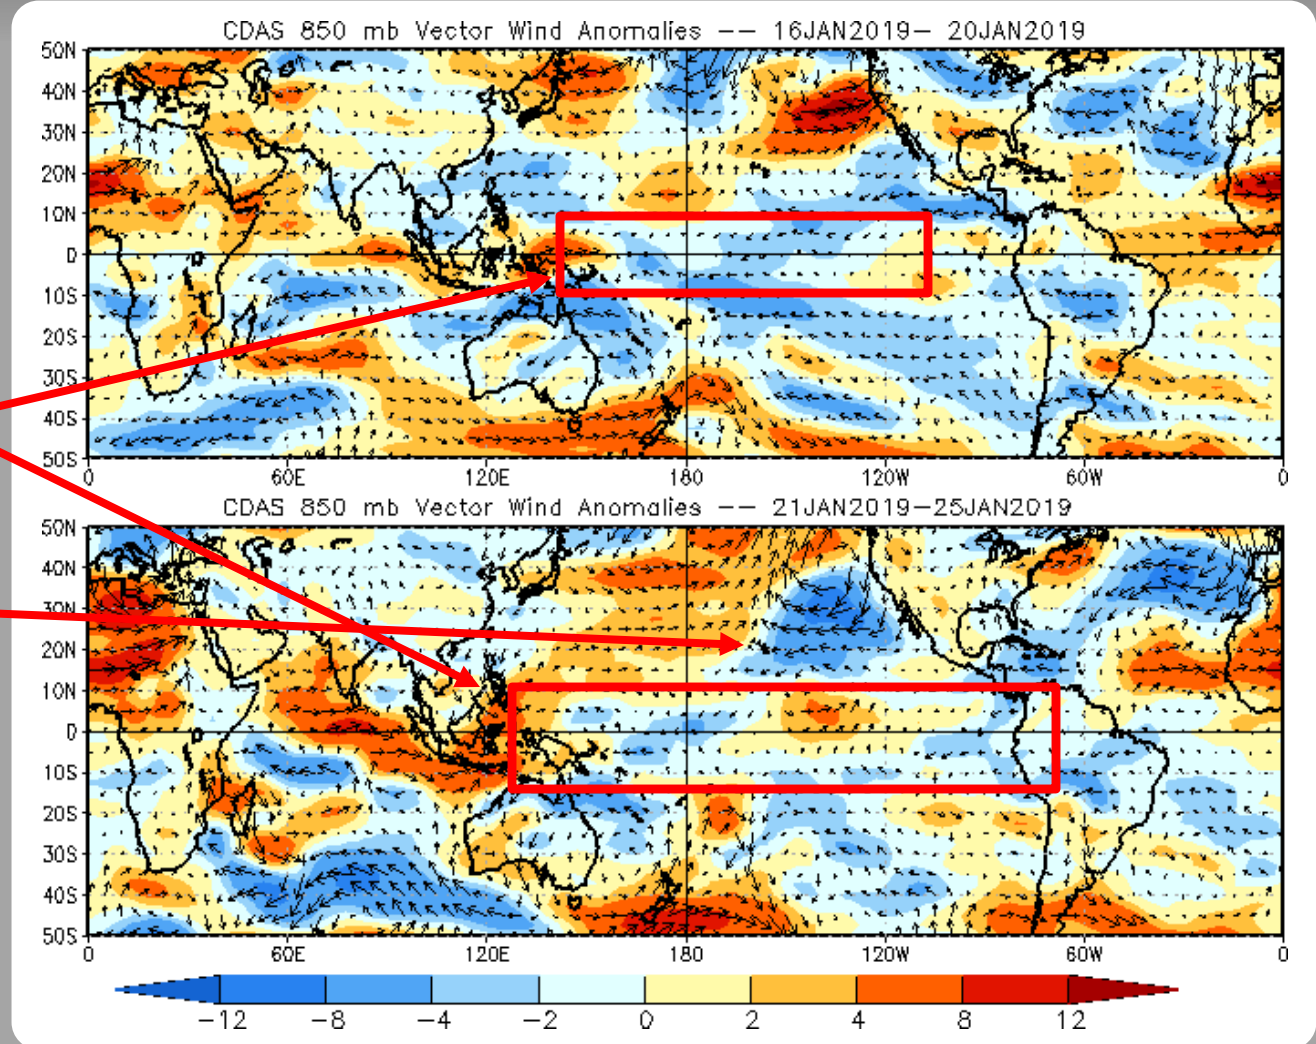 CDAS 850 mb Vector Wind Anomalies -- 16JAN2019- 20JAN2019
50N
40N
30N
20N
10N
0
10S
20S
30S
40S
50S
0 60E 120E 180 120W 60W 0
CDAS 850 mb Vector Wind Anomalies -- 21JAN2019-25JAN2019
50N
40N
30N
20N
10N
0
10S
20S
30S
40S
50S
0 60E 120E 180 120W 60W 0
-12 -8 -4 -2 0 2 4 8 12